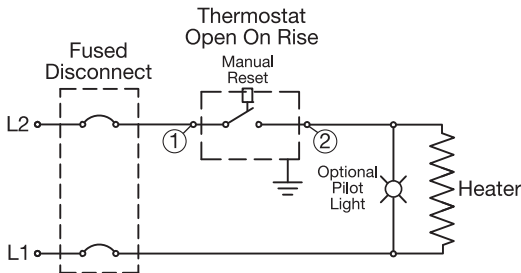 Thermostat
Open On Rise
Fused
Disconnect
Manual
Reset
L2
1
2
Optional
Pilot
Light
Heater
L1